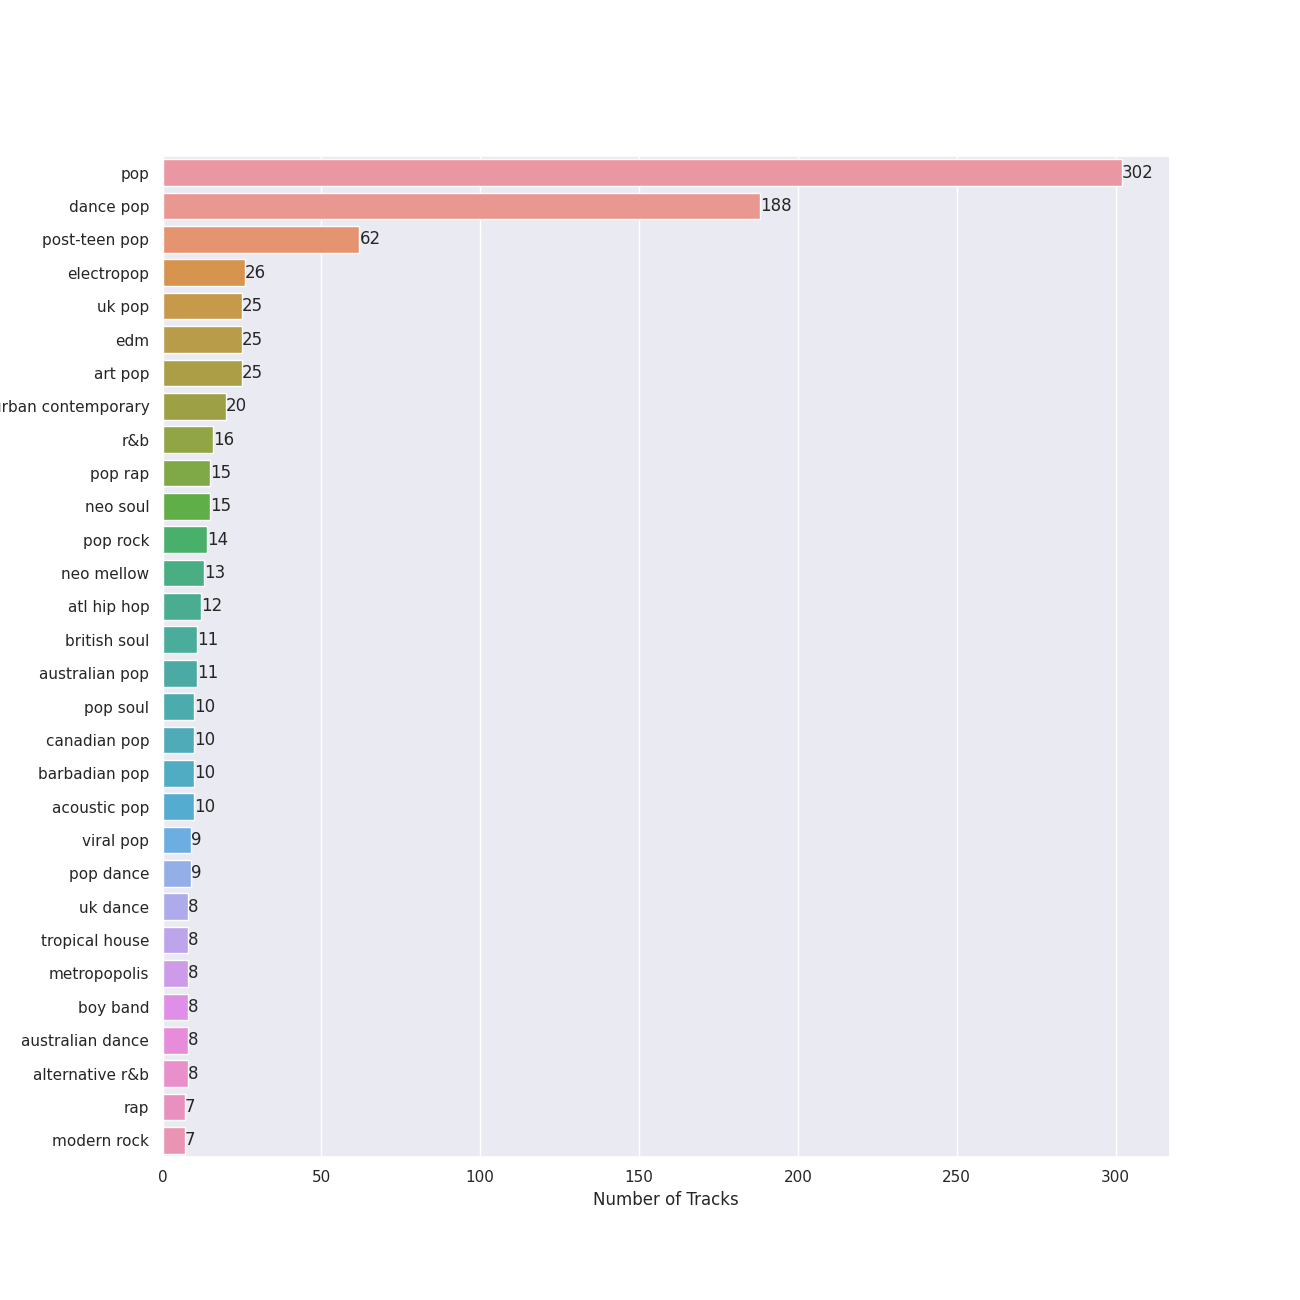 pop 302
dance pop 188
post-teen pop 62
electropop 26
uk pop 25
edm 25
art pop 25
rban contemporary 20
r&b 16
pop rap 15
neo soul 15
pop rock 14
neo mellow 13
atl hip hop 12
british soul 11
australian pop 11
pop soul 10
canadian pop 10
barbadian pop 10
acoustic pop 10
viral pop 9
pop dance 9
uk dance 8
tropical house 8
metropopolis 8
boy band 8
australian dance 8
alternative r&b 8
rap 7
modern rock 7
0 50 100 150 200 250 300
Number of Tracks